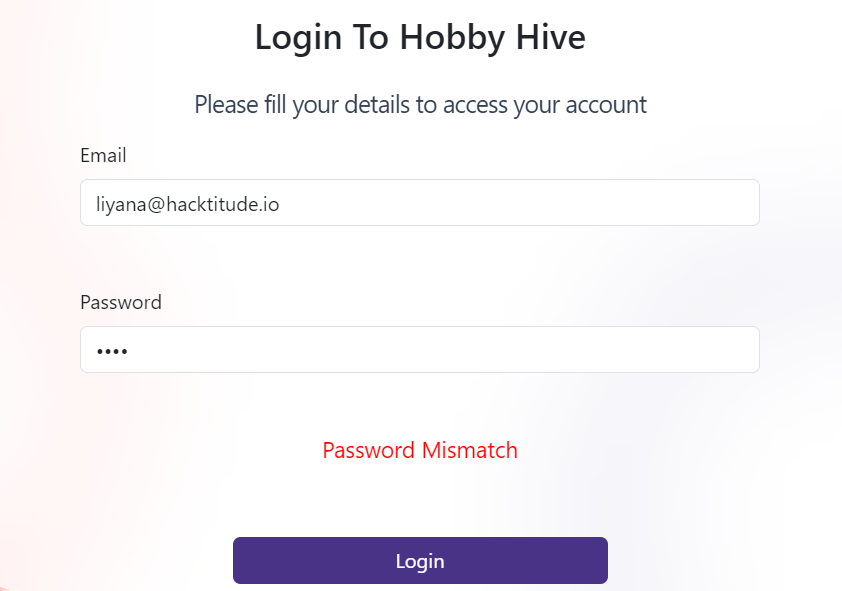 Login To Hobby Hive
Please fill your details to access your account
Email
liyana@hacktitude.io
Password
••••
Password Mismatch
Login